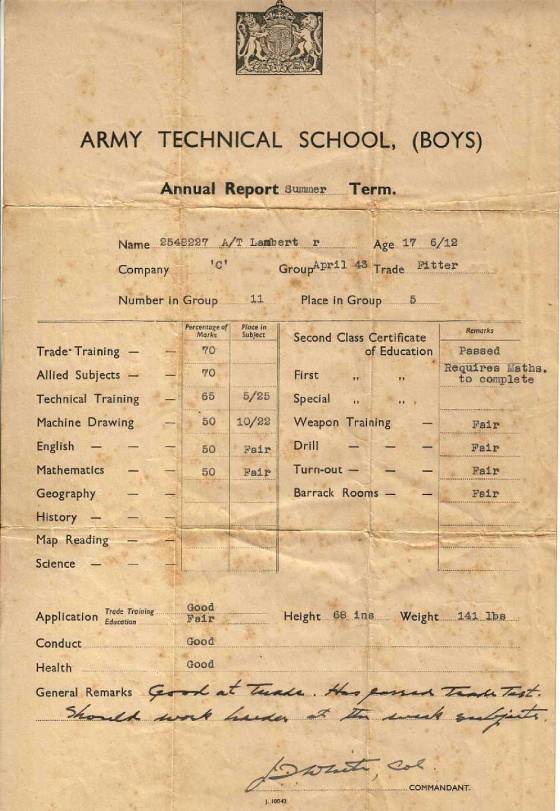 ARMY TECHNICAL SCHOOL, (BOYS)
Annual Report Summer Term.
Name 2548227 A/T Lambert r Age 17 6/12
Company 'C' Group April 43 Trade Fitter
Number in Group 11 Place in Group 5
Percentage of Marks Place in Subject Remarks
Second Class Certificate
Trade Training — — 70 of Education Passed
Allied Subjects — — 70 First ,, ,, Requires Maths. to complete
Technical Training — 65 5/25 Special ,, ,,
Machine Drawing — 50 10/22 Weapon Training — Fair
English — — — 50 Fair Drill — — — Fair
Mathematics — — 50 Fair Turn-out — — — Fair
Geography — — Barrack Rooms — — Fair
History — — —
Map Reading — —
Science — — —
Application Trade Training Good
Education Fair Height 68 ins Weight 141 lbs
Conduct Good
Health Good
General Remarks Good at trade. Has passed Trade Test.
Should work harder at the weak subjects.
J D White, Col
COMMANDANT.
J. 10042